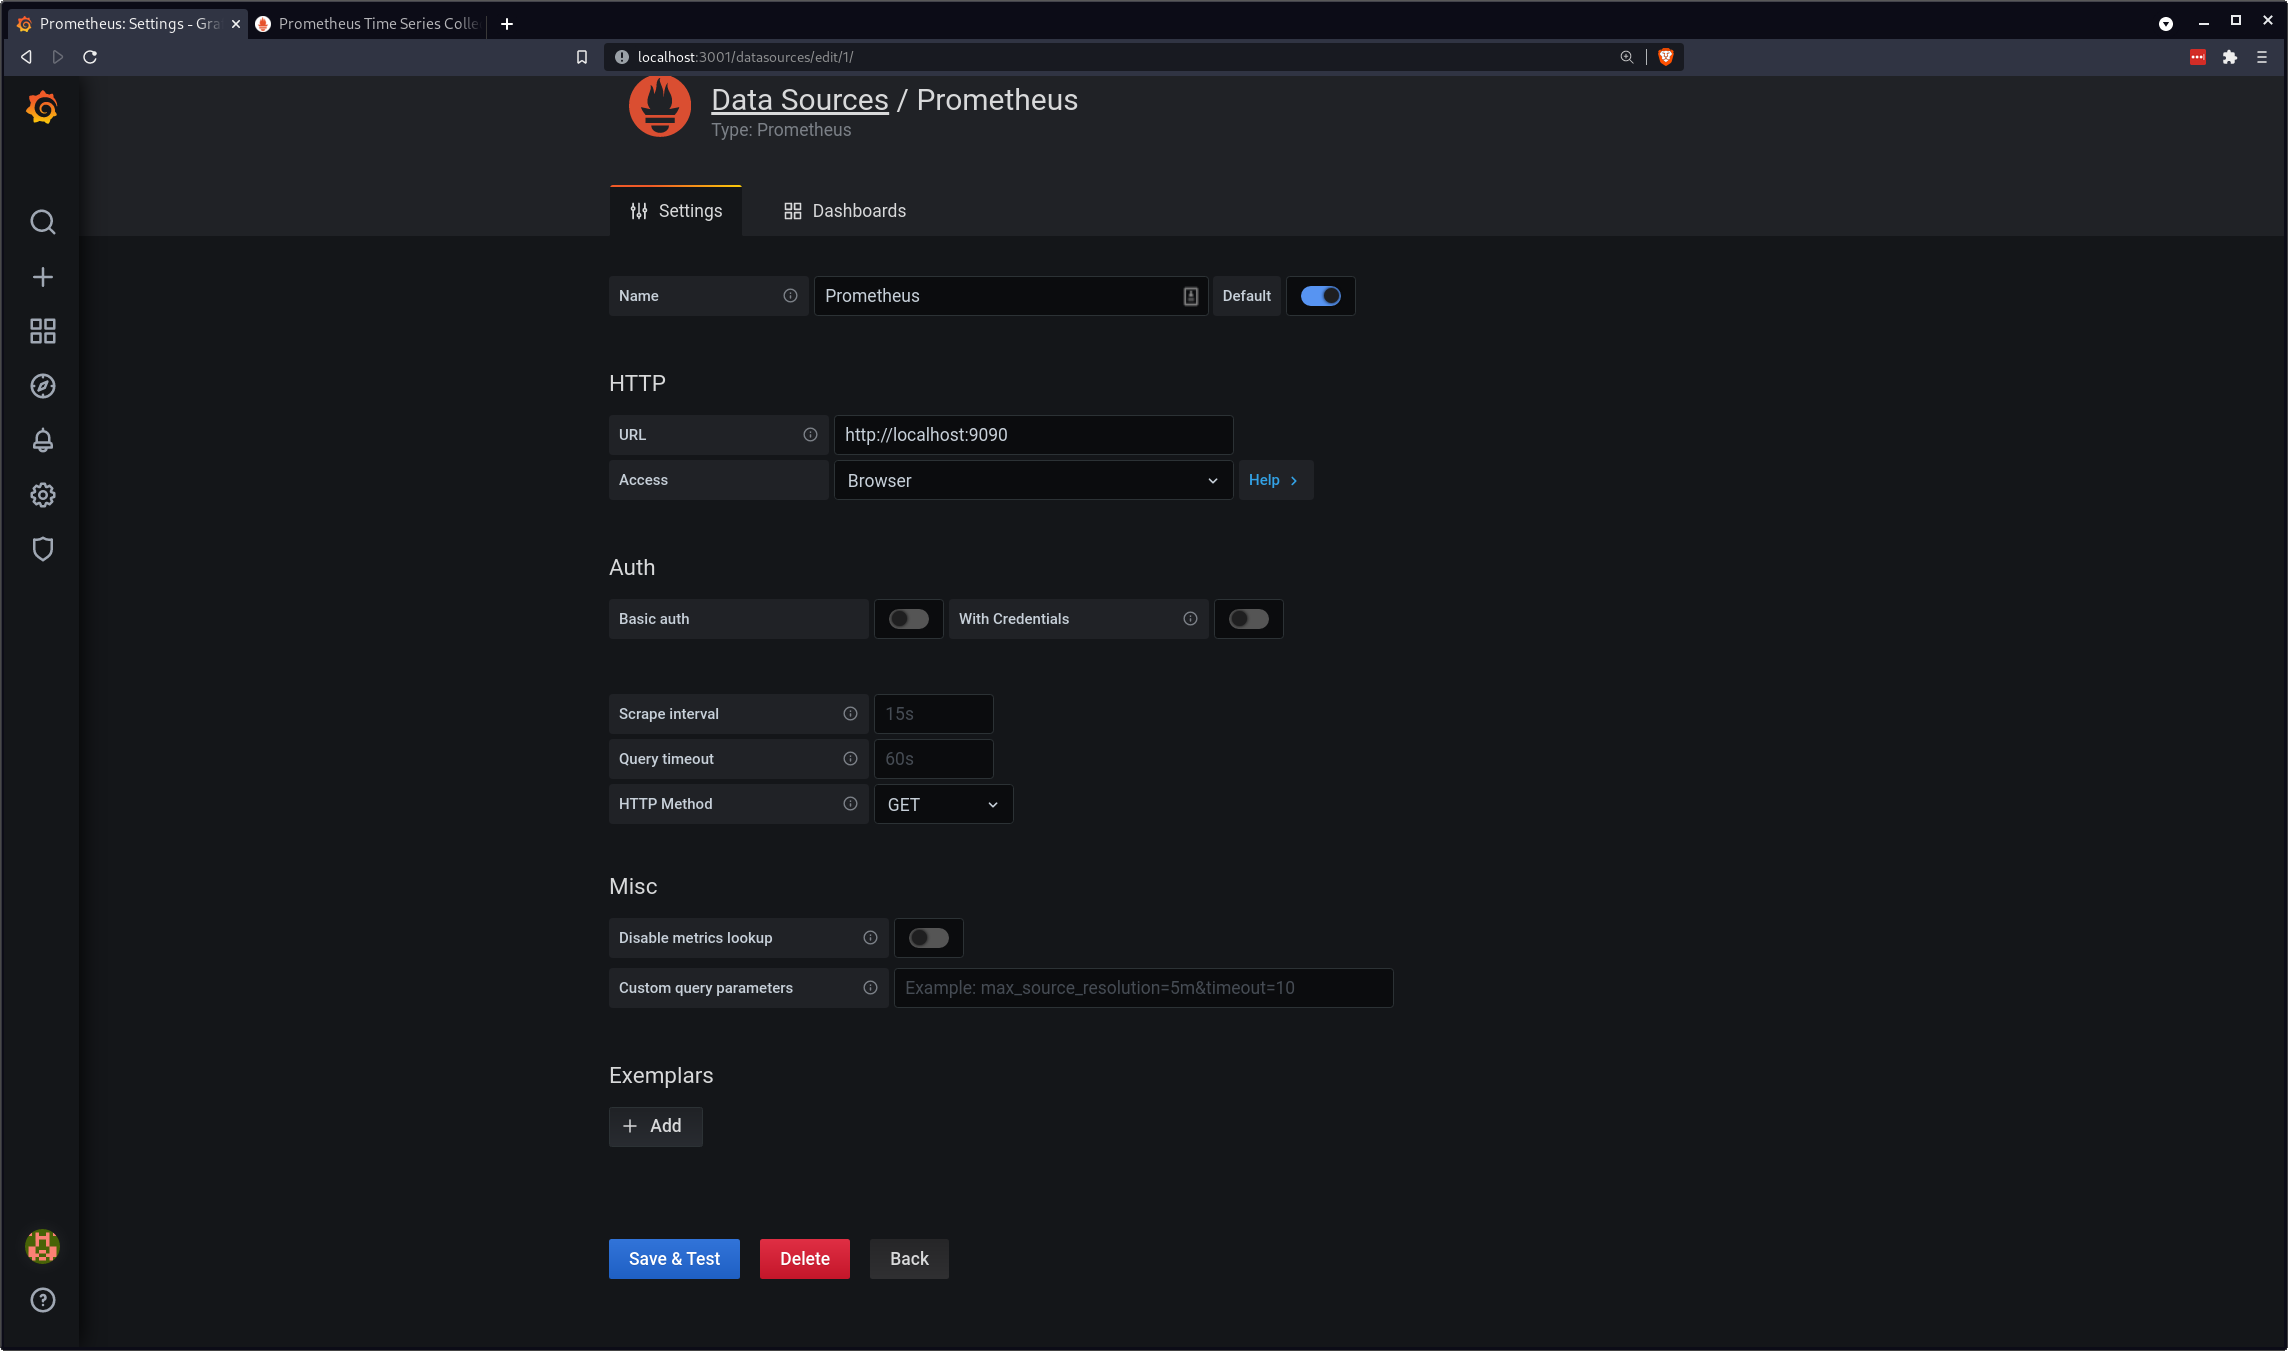 Prometheus: Settings - Gra
Prometheus Time Series Colle
localhost:3001/datasources/edit/1/
Data Sources / Prometheus
Type: Prometheus
Settings
Dashboards
Name
Prometheus
Default
HTTP
URL
http://localhost:9090
Access
Browser
Help
Auth
Basic auth
With Credentials
Scrape interval
15s
Query timeout
60s
HTTP Method
GET
Misc
Disable metrics lookup
Custom query parameters
Example: max_source_resolution=5m&timeout=10
Exemplars
Add
Save & Test
Delete
Back